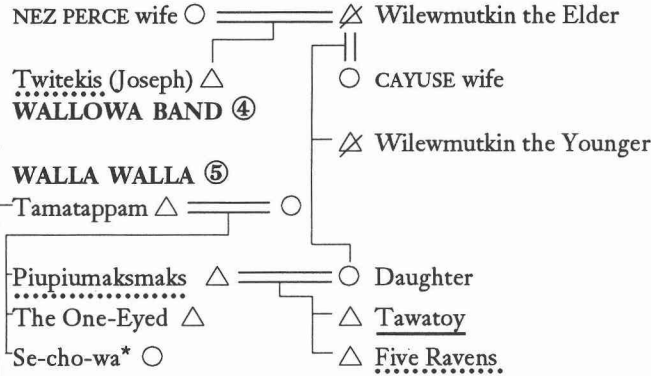 NEZ PERCE wife Wilewmutkin the Elder
Twitekis (Joseph) CAYUSE wife
WALLOWA BAND ④
Wilewmutkin the Younger
WALLA WALLA ⑤
Tamatappam
Piupiumaksmaks Daughter
The One-Eyed Tawatoy
Se-cho-wa* Five Ravens